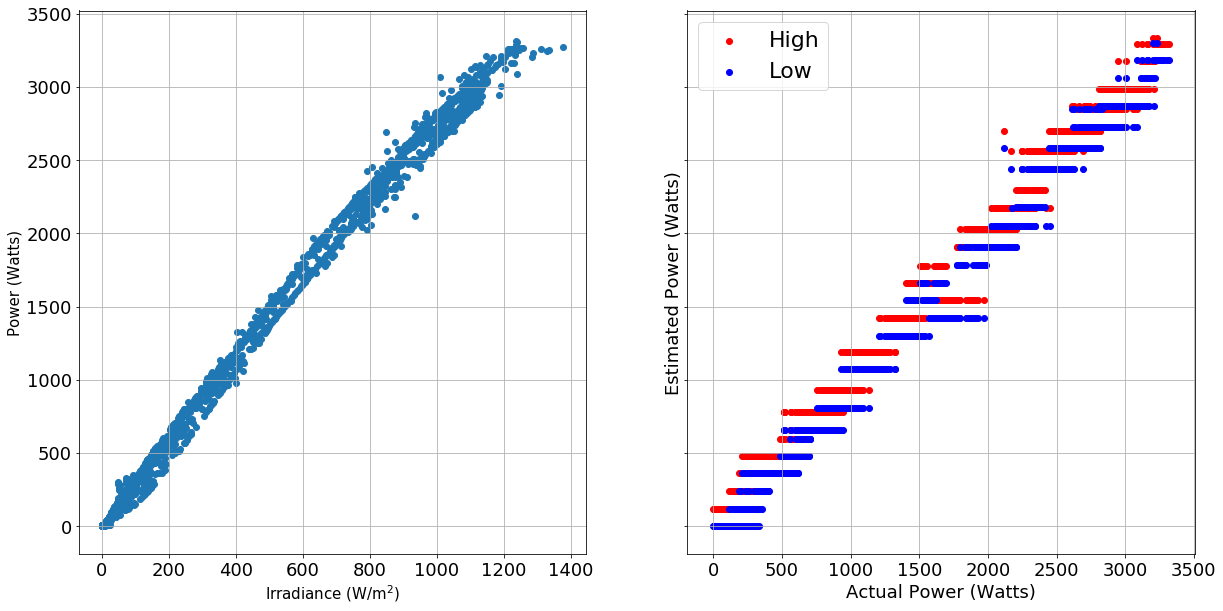 3500
3000
2500
2000
1500
1000
500
0
Power (Watts)
0 200 400 600 800 1000 1200 1400
Irradiance (W/m²)
High
Low
Estimated Power (Watts)
0 500 1000 1500 2000 2500 3000 3500
Actual Power (Watts)